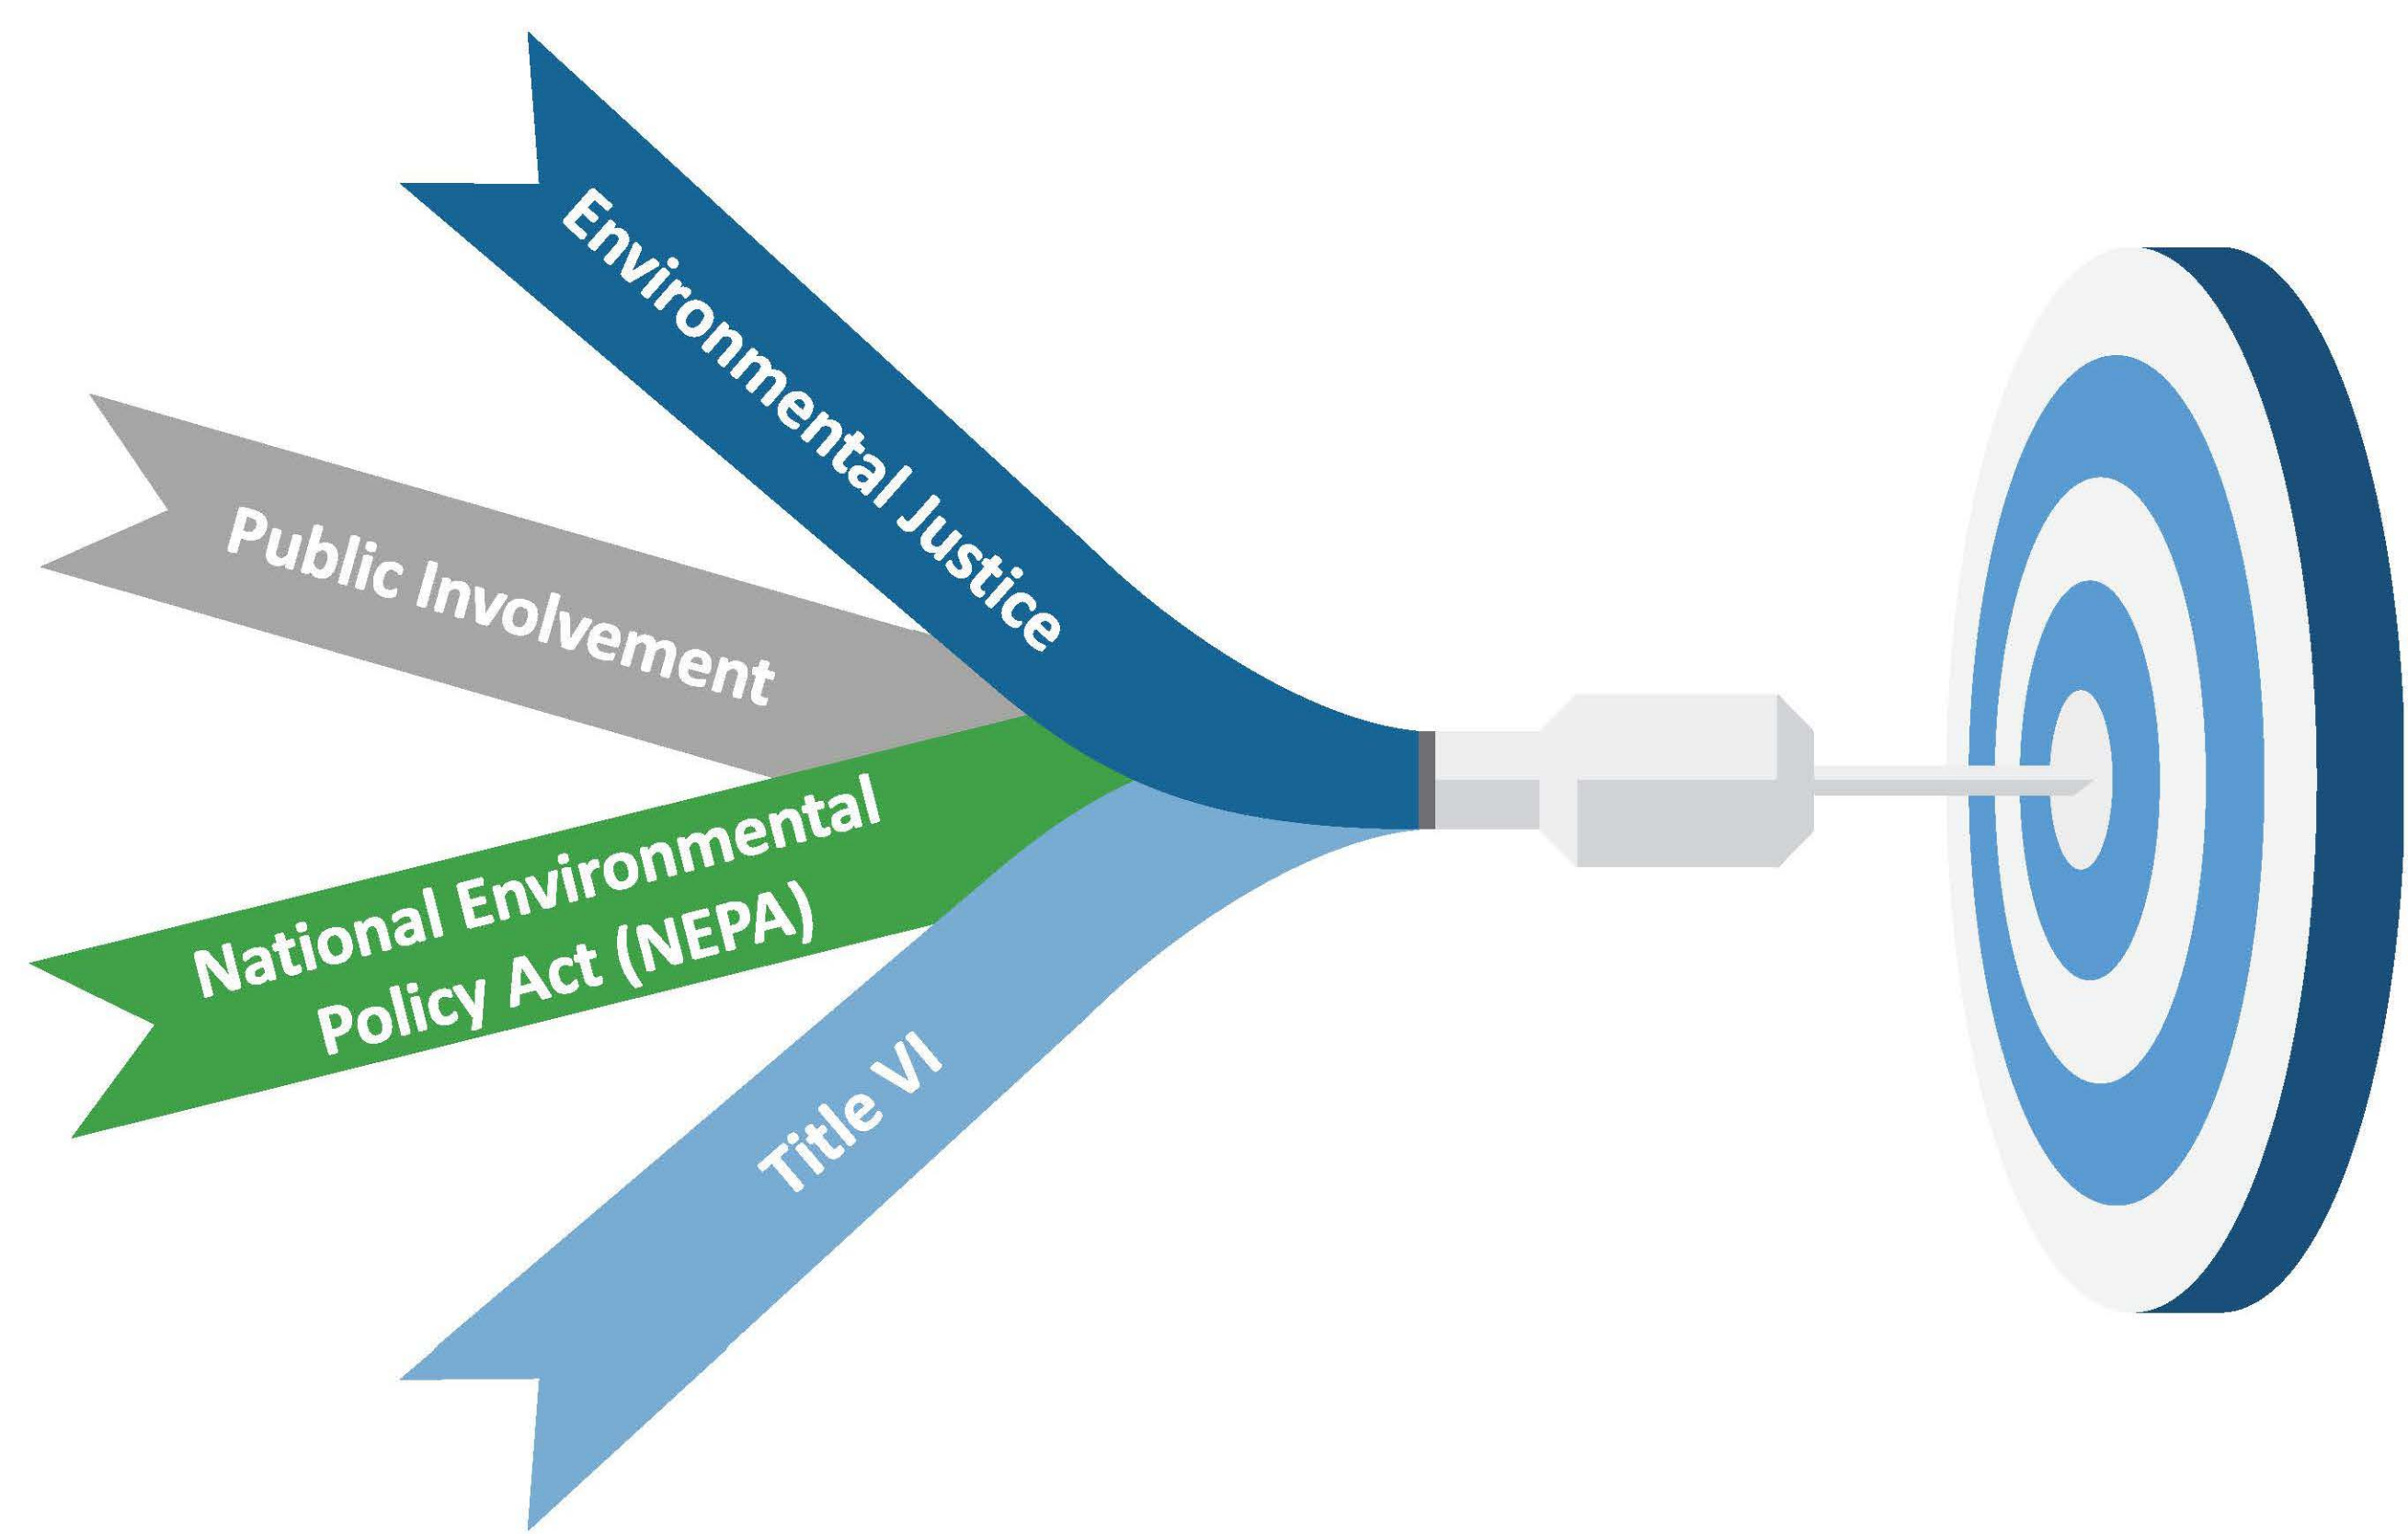 Environmental Justice
Public Involvement
National Environmental
Policy Act (NEPA)
Title VI